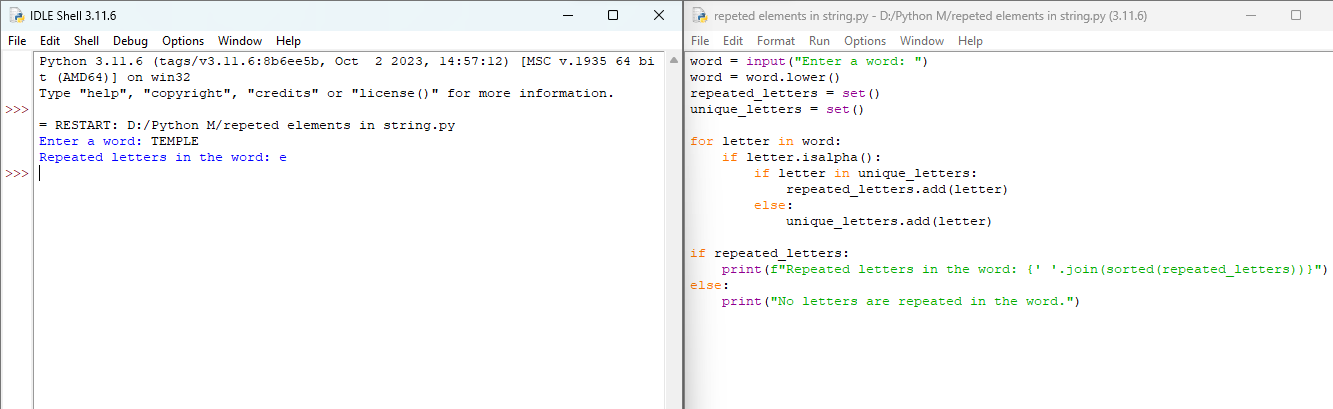 IDLE Shell 3.11.6
File Edit Shell Debug Options Window Help
Python 3.11.6 (tags/v3.11.6:8b6ee5b, Oct  2 2023, 14:57:12) [MSC v.1935 64 bi
t (AMD64)] on win32
Type "help", "copyright", "credits" or "license()" for more information.
>>>
= RESTART: D:/Python M/repeted elements in string.py
Enter a word: TEMPLE
Repeated letters in the word: e
>>>
repeted elements in string.py - D:/Python M/repeted elements in string.py (3.11.6)
File Edit Format Run Options Window Help
word = input("Enter a word: ")
word = word.lower()
repeated_letters = set()
unique_letters = set()

for letter in word:
    if letter.isalpha():
        if letter in unique_letters:
            repeated_letters.add(letter)
        else:
            unique_letters.add(letter)

if repeated_letters:
    print(f"Repeated letters in the word: {' '.join(sorted(repeated_letters))}")
else:
    print("No letters are repeated in the word.")